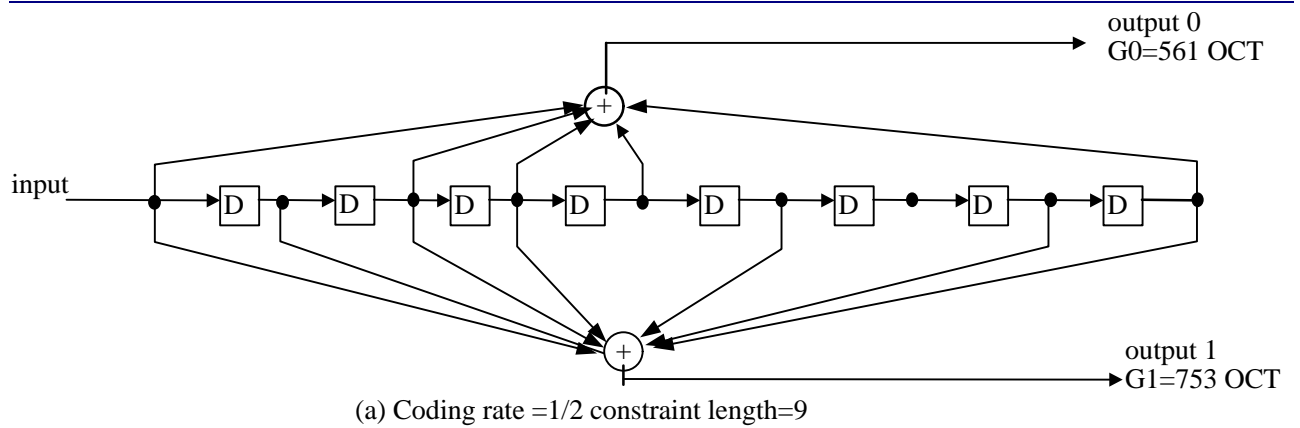 output 0
G0=561 OCT
+
input
D D D D D D D D
+
output 1
G1=753 OCT
(a) Coding rate =1/2 constraint length=9